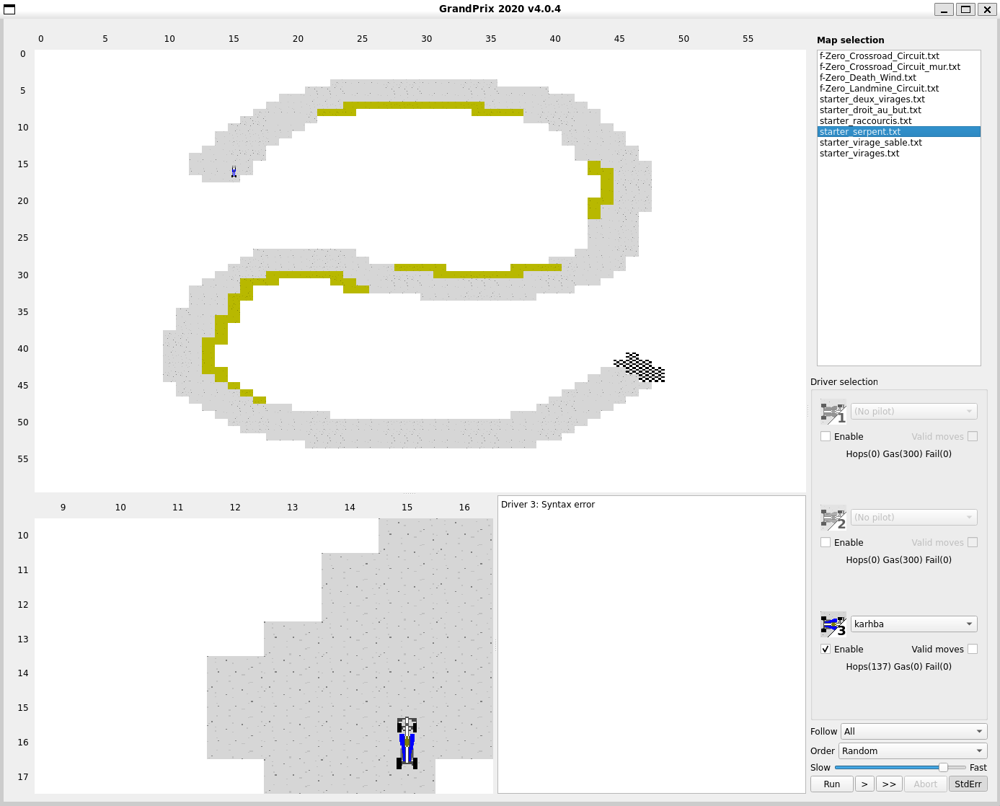 GrandPrix 2020 v4.0.4
0 5 10 15 20 25 30 35 40 45 50 55
0
5
10
15
20
25
30
35
40
45
50
55
9 10 11 12 13 14 15 16
10
11
12
13
14
15
16
17
Driver 3: Syntax error
Map selection
f-Zero_Crossroad_Circuit.txt
f-Zero_Crossroad_Circuit_mur.txt
f-Zero_Death_Wind.txt
f-Zero_Landmine_Circuit.txt
starter_deux_virages.txt
starter_droit_au_but.txt
starter_raccourcis.txt
starter_serpent.txt
starter_virage_sable.txt
starter_virages.txt
Driver selection
1 (No pilot)
Enable Valid moves
Hops(0) Gas(300) Fail(0)
2 (No pilot)
Enable Valid moves
Hops(0) Gas(300) Fail(0)
3 karhba
Enable Valid moves
Hops(137) Gas(0) Fail(0)
Follow All
Order Random
Slow Fast
Run > >> Abort StdErr